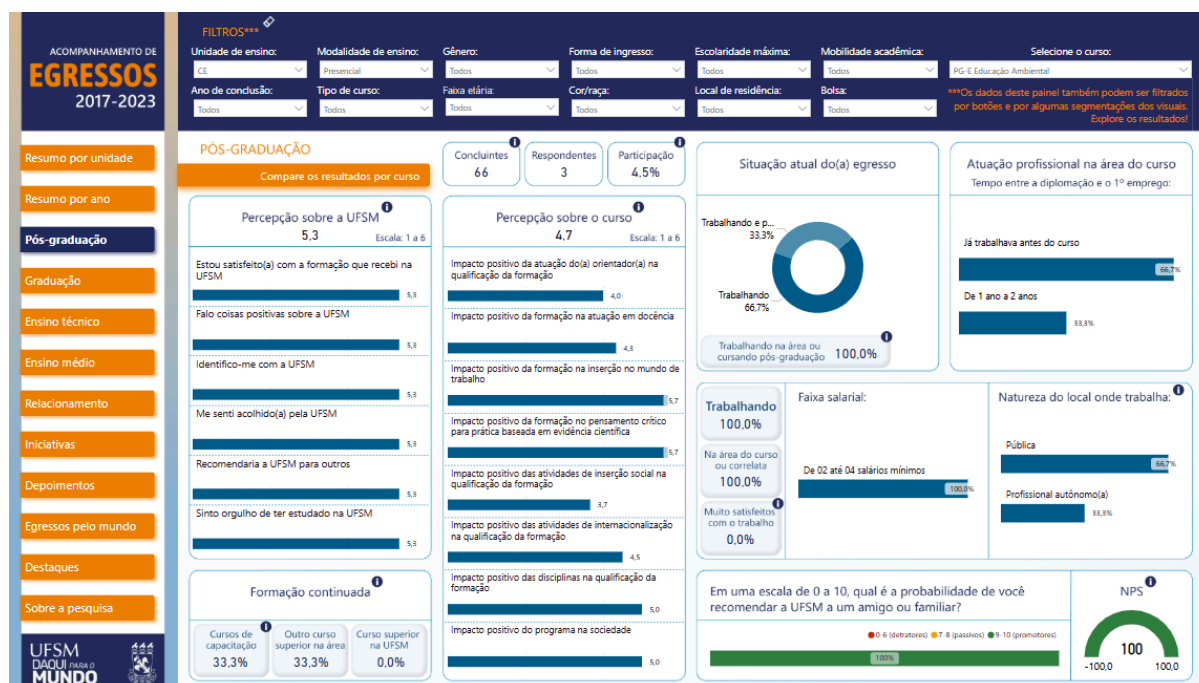 ACOMPANHAMENTO DE
EGRESSOS
2017-2023
FILTROS***
Unidade de ensino:
CE
Modalidade de ensino:
Presencial
Gênero:
Todos
Forma de ingresso:
Todos
Escolaridade máxima:
Todos
Mobilidade acadêmica:
Todos
Selecione o curso:
PG-E Educação Ambiental
Ano de conclusão:
Todos
Tipo de curso:
Todos
Faixa etária:
Todos
Cor/raça:
Todos
Local de residência:
Todos
Bolsa:
Todos
***Os dados deste painel também podem ser filtrados
por botões e por algumas segmentações dos visuais.
Explore os resultados!
Resumo por unidade
Resumo por ano
Pós-graduação
Graduação
Ensino técnico
Ensino médio
Relacionamento
Iniciativas
Depoimentos
Egressos pelo mundo
Destaques
Sobre a pesquisa
UFSM
DAQUI PARA O
MUNDO
PÓS-GRADUAÇÃO
Compare os resultados por curso
Concluintes
66
Respondentes
3
Participação
4,5%
Percepção sobre a UFSM
5,3
Escala: 1 a 6
Estou satisfeito(a) com a formação que recebi na
UFSM
5,3
Falo coisas positivas sobre a UFSM
5,3
Identifico-me com a UFSM
5,3
Me senti acolhido(a) pela UFSM
5,3
Recomendaria a UFSM para outros
5,3
Sinto orgulho de ter estudado na UFSM
5,3
Formação continuada
Cursos de
capacitação
33,3%
Outro curso
superior na área
33,3%
Curso superior
na UFSM
0,0%
Percepção sobre o curso
4,7
Escala: 1 a 6
Impacto positivo da atuação do(a) orientador(a) na
qualificação da formação
4,0
Impacto positivo da formação na atuação em docência
4,3
Impacto positivo da formação na inserção no mundo de
trabalho
5,7
Impacto positivo da formação no pensamento crítico
para prática baseada em evidência científica
5,7
Impacto positivo das atividades de inserção social na
qualificação da formação
3,7
Impacto positivo das atividades de internacionalização
na qualificação da formação
4,5
Impacto positivo das disciplinas na qualificação da
formação
5,0
Impacto positivo do programa na sociedade
5,0
Situação atual do(a) egresso
Trabalhando e p...
33,3%
Trabalhando
66,7%
Trabalhando na área ou
cursando pós-graduação
100,0%
Atuação profissional na área do curso
Tempo entre a diplomação e o 1º emprego:
Já trabalhava antes do curso
66,7%
De 1 ano a 2 anos
33,3%
Trabalhando
100,0%
Na área do curso
ou correlata
100,0%
Muito satisfeitos
com o trabalho
0,0%
Faixa salarial:
De 02 até 04 salários mínimos
100,0%
Natureza do local onde trabalha:
Pública
66,7%
Profissional autônomo(a)
33,3%
Em uma escala de 0 a 10, qual é a probabilidade de você
recomendar a UFSM a um amigo ou familiar?
0-6 (detratores) 7-8 (passivos) 9-10 (promotores)
100%
NPS
100
-100,0
100,0